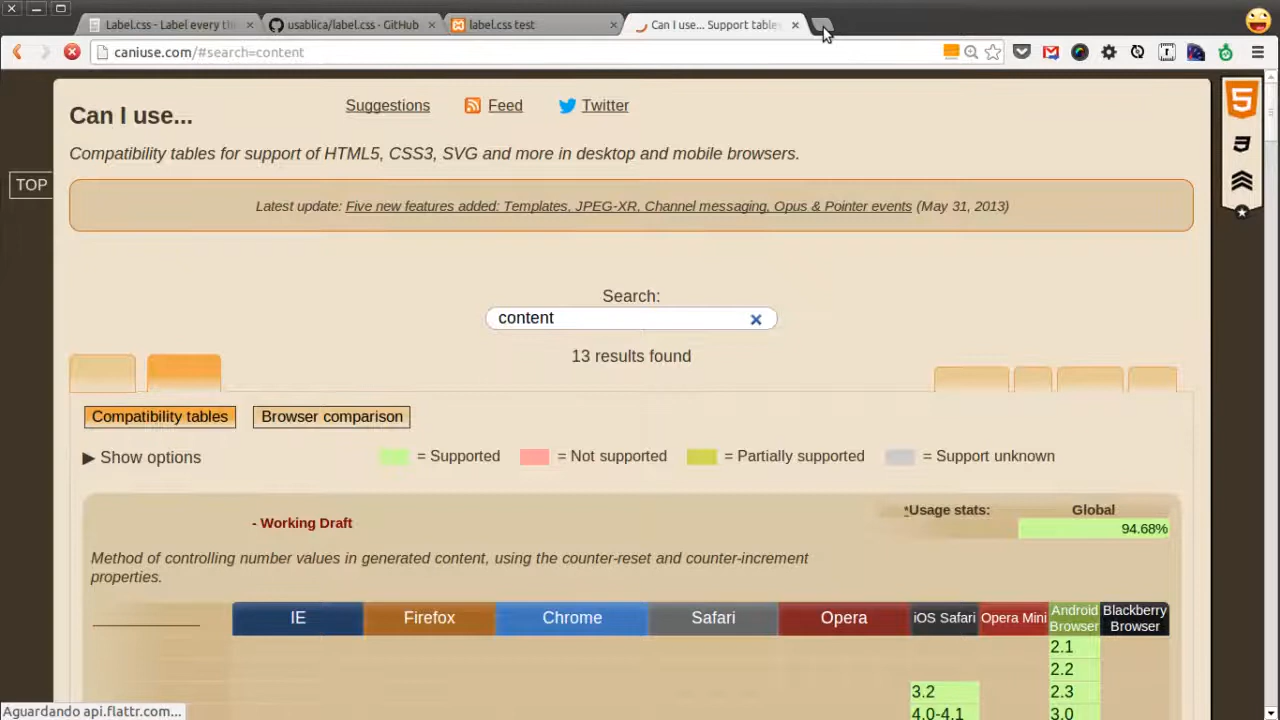 Label.css - Label every th
usablica/label.css - GitHub
label.css test
Can I use... Support table
caniuse.com/#search=content
Can I use...
Suggestions
Feed
Twitter
Compatibility tables for support of HTML5, CSS3, SVG and more in desktop and mobile browsers.
TOP
Latest update: Five new features added: Templates, JPEG-XR, Channel messaging, Opus & Pointer events (May 31, 2013)
Search:
content
13 results found
Compatibility tables
Browser comparison
▶ Show options
= Supported
= Not supported
= Partially supported
= Support unknown
- Working Draft
*Usage stats:
Global
94.68%
Method of controlling number values in generated content, using the counter-reset and counter-increment
properties.
IE
Firefox
Chrome
Safari
Opera
iOS Safari
Opera Mini
Android
Browser
Blackberry
Browser
2.1
2.2
3.2
2.3
4.0-4.1
3.0
Aguardando api.flattr.com...